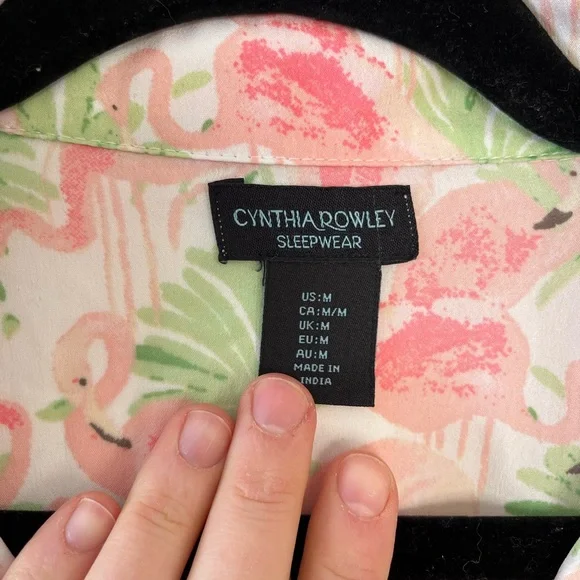 CYNTHIA ROWLEY
SLEEPWEAR
US:M
CA:M/M
UK:M
EU:M
AU:M
MADE IN
INDIA